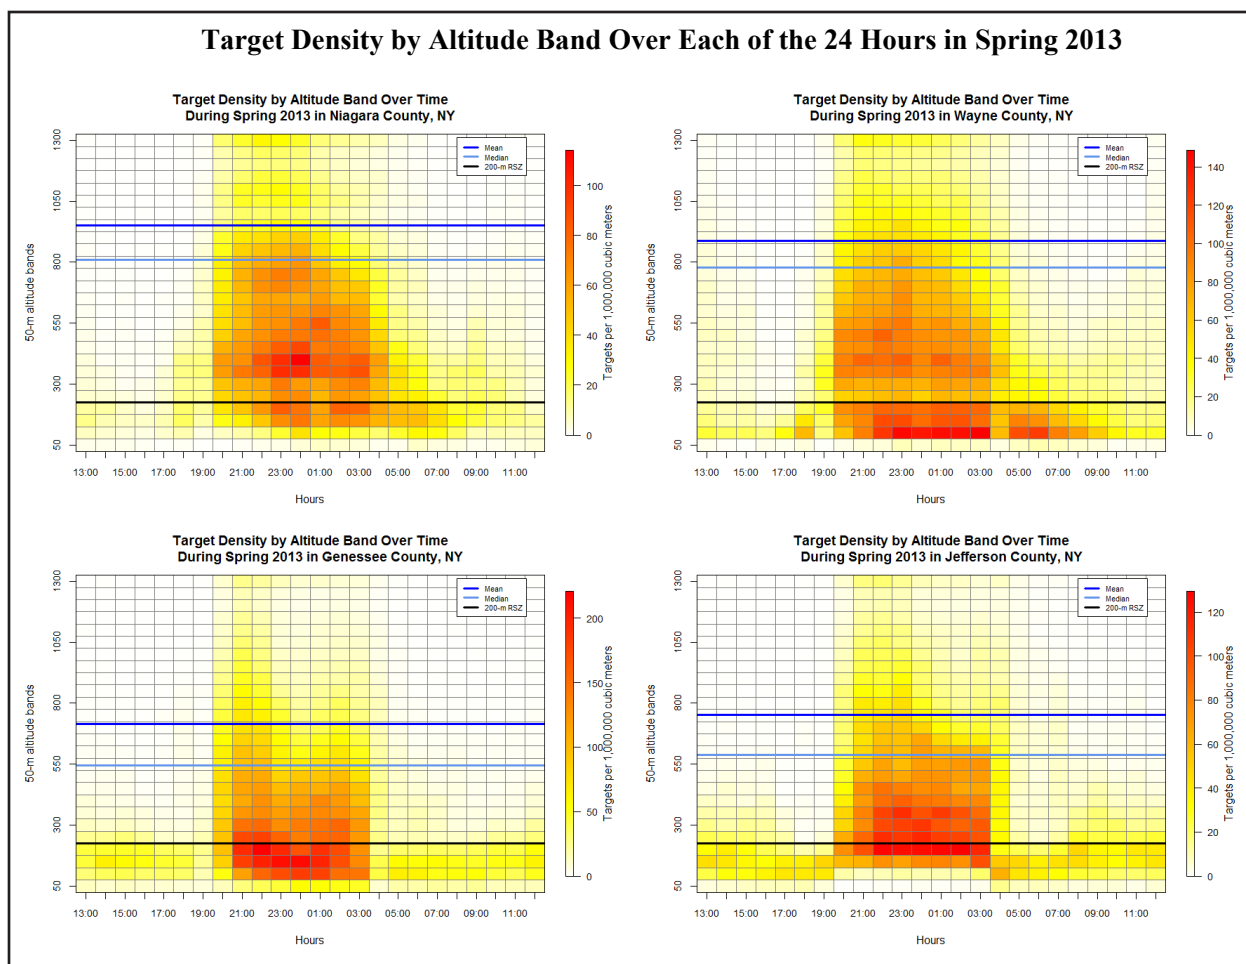 Target Density by Altitude Band Over Each of the 24 Hours in Spring 2013
Target Density by Altitude Band Over Time
During Spring 2013 in Niagara County, NY
50-m altitude bands
1300
1050
800
550
300
50
Mean
Median
200-m RSZ
13:00 15:00 17:00 19:00 21:00 23:00 01:00 03:00 05:00 07:00 09:00 11:00
Hours
100
80
60
40
20
0
Targets per 1,000,000 cubic meters
Target Density by Altitude Band Over Time
During Spring 2013 in Wayne County, NY
50-m altitude bands
1300
1050
800
550
300
50
Mean
Median
200-m RSZ
13:00 15:00 17:00 19:00 21:00 23:00 01:00 03:00 05:00 07:00 09:00 11:00
Hours
140
120
100
80
60
40
20
0
Targets per 1,000,000 cubic meters
Target Density by Altitude Band Over Time
During Spring 2013 in Genessee County, NY
50-m altitude bands
1300
1050
800
550
300
50
Mean
Median
200-m RSZ
13:00 15:00 17:00 19:00 21:00 23:00 01:00 03:00 05:00 07:00 09:00 11:00
Hours
200
150
100
50
0
Targets per 1,000,000 cubic meters
Target Density by Altitude Band Over Time
During Spring 2013 in Jefferson County, NY
50-m altitude bands
1300
1050
800
550
300
50
Mean
Median
200-m RSZ
13:00 15:00 17:00 19:00 21:00 23:00 01:00 03:00 05:00 07:00 09:00 11:00
Hours
120
100
80
60
40
20
0
Targets per 1,000,000 cubic meters